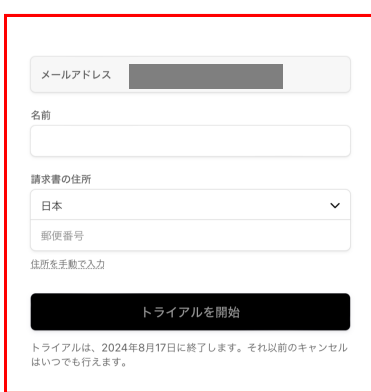 メールアドレス
名前
請求書の住所
日本
郵便番号
住所を手動で入力
トライアルを開始
トライアルは、2024年8月17日に終了します。それ以前のキャンセル
はいつでも行えます。